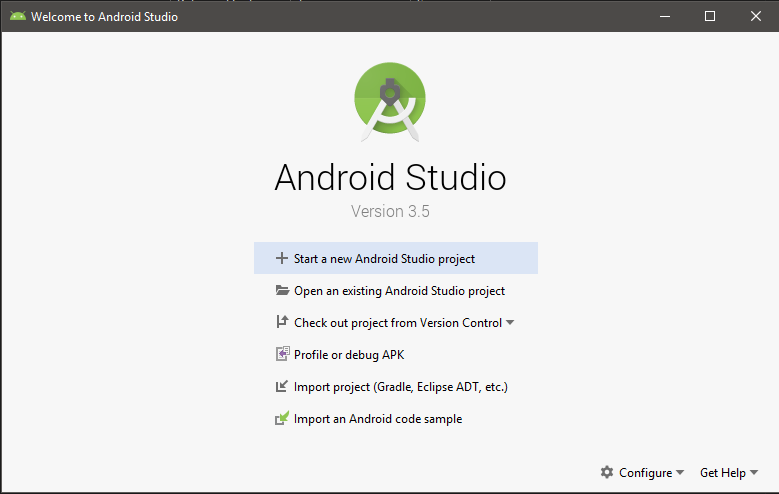 Welcome to Android Studio
Android Studio
Version 3.5
Start a new Android Studio project
Open an existing Android Studio project
Check out project from Version Control
Profile or debug APK
Import project (Gradle, Eclipse ADT, etc.)
Import an Android code sample
Configure Get Help